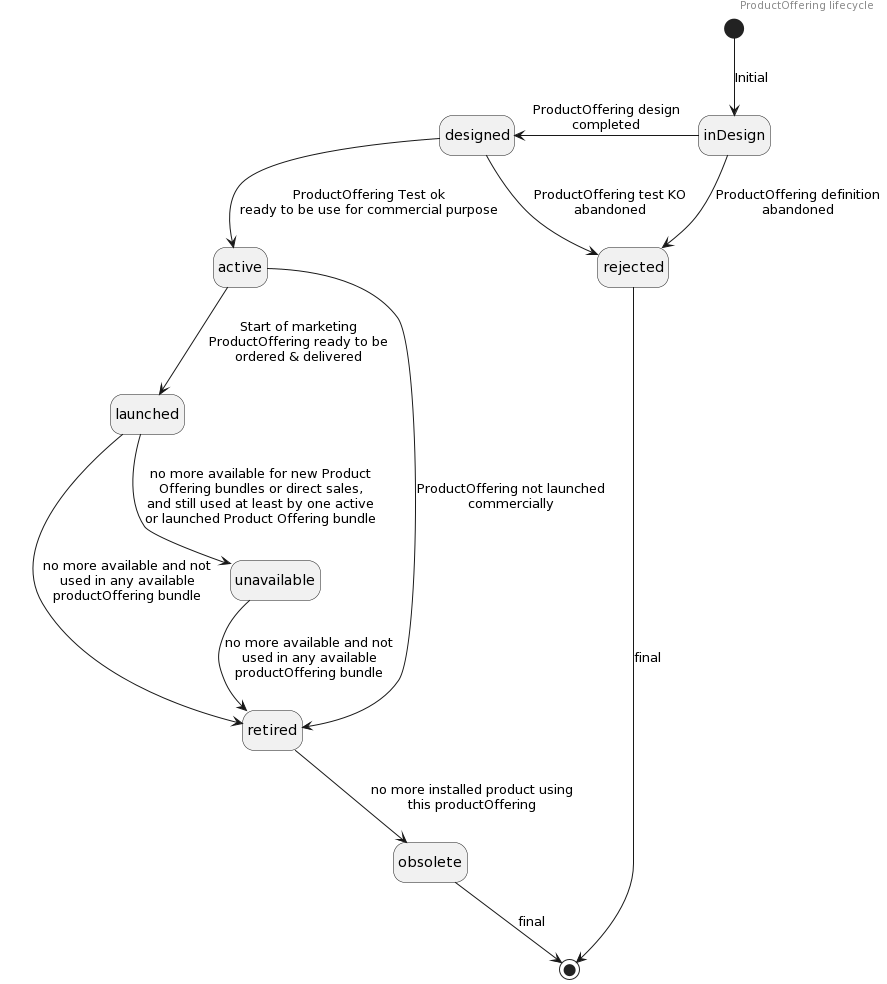 ProductOffering lifecycle
Initial
ProductOffering design
completed
designed
inDesign
ProductOffering Test ok
ready to be use for commercial purpose
ProductOffering test KO
abandoned
ProductOffering definition
abandoned
active
rejected
Start of marketing
ProductOffering ready to be
ordered & delivered
launched
no more available for new Product
Offering bundles or direct sales,
and still used at least by one active
or launched Product Offering bundle
ProductOffering not launched
commercially
no more available and not
used in any available
productOffering bundle
unavailable
no more available and not
used in any available
productOffering bundle
final
retired
no more installed product using
this productOffering
obsolete
final